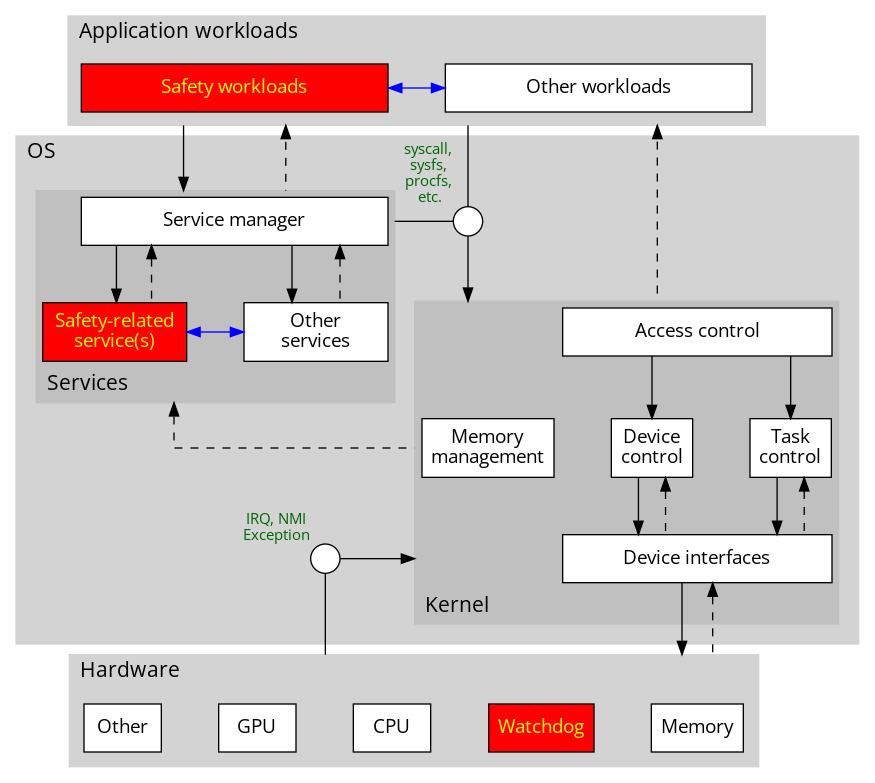 Application workloads
Safety workloads
Other workloads
OS
syscall,
sysfs,
procfs,
etc.
Service manager
Safety-related
service(s)
Other
services
Services
Access control
Memory
management
Device
control
Task
control
IRQ, NMI
Exception
Device interfaces
Kernel
Hardware
Other
GPU
CPU
Watchdog
Memory